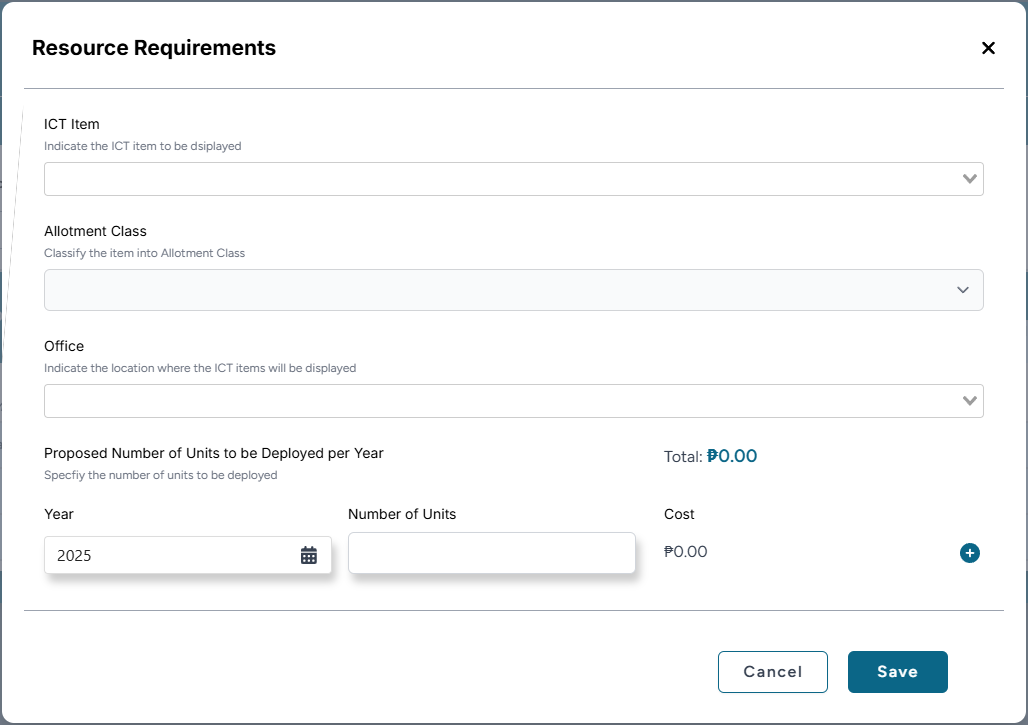 Resource Requirements
ICT Item
Indicate the ICT item to be dsiplayed
Allotment Class
Classify the item into Allotment Class
Office
Indicate the location where the ICT items will be displayed
Proposed Number of Units to be Deployed per Year
Total: ₱0.00
Specfiy the number of units to be deployed
Year
Number of Units
Cost
2025
₱0.00
Cancel
Save